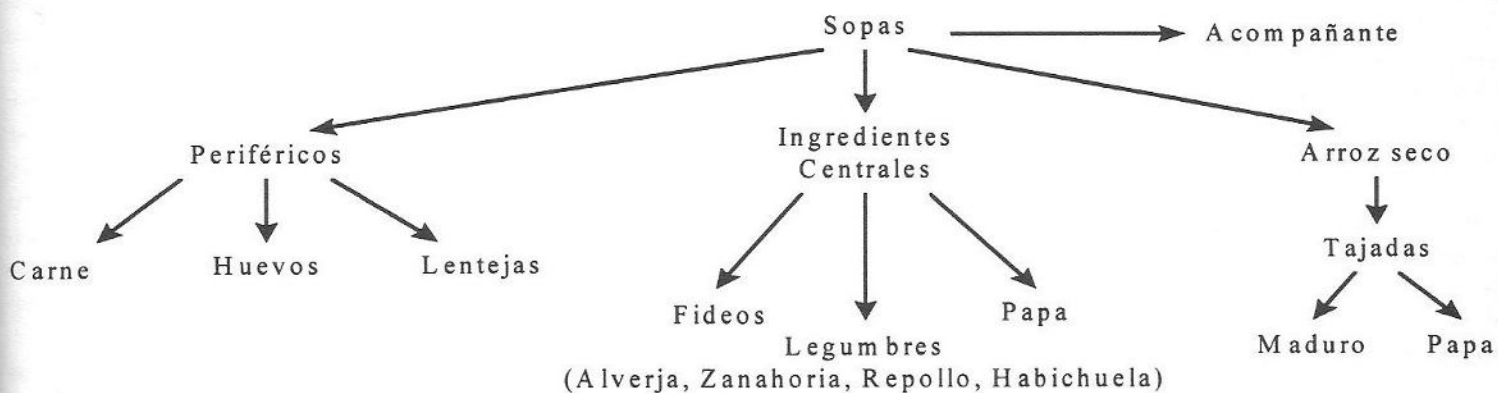 Sopas
Acompañante
Periféricos
Ingredientes
Centrales
Arroz seco
Carne
Huevos
Lentejas
Fideos
Legumbres
(Alverja, Zanahoria, Repollo, Habichuela)
Papa
Tajadas
Maduro
Papa